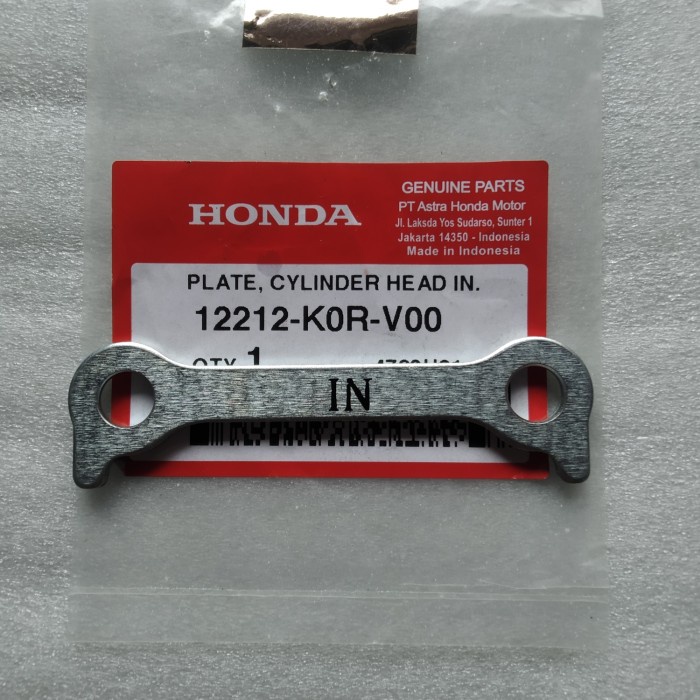 HONDA
GENUINE PARTS
PT Astra Honda Motor
Jl. Laksda Yos Sudarso, Sunter 1
Jakarta 14350 - Indonesia
Made in Indonesia
PLATE, CYLINDER HEAD IN.
12212-K0R-V00
QTY 1
IN